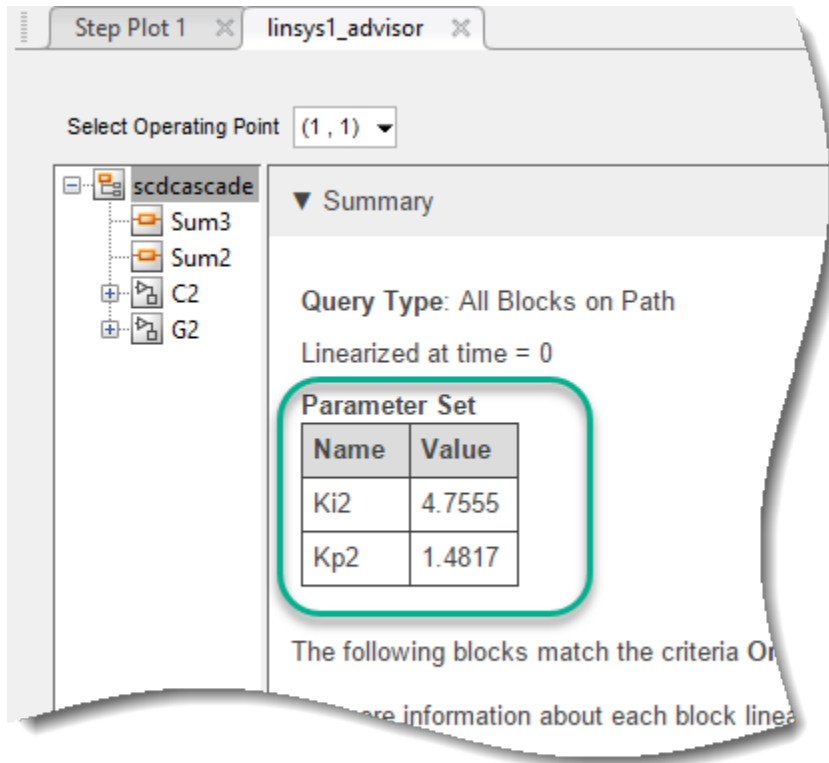 Step Plot 1
linsys1_advisor
Select Operating Point (1 , 1)
scdcascade
Sum3
Sum2
C2
G2
Summary
Query Type: All Blocks on Path
Linearized at time = 0
Parameter Set
Name Value
Ki2 4.7555
Kp2 1.4817
The following blocks match the criteria
information about each block